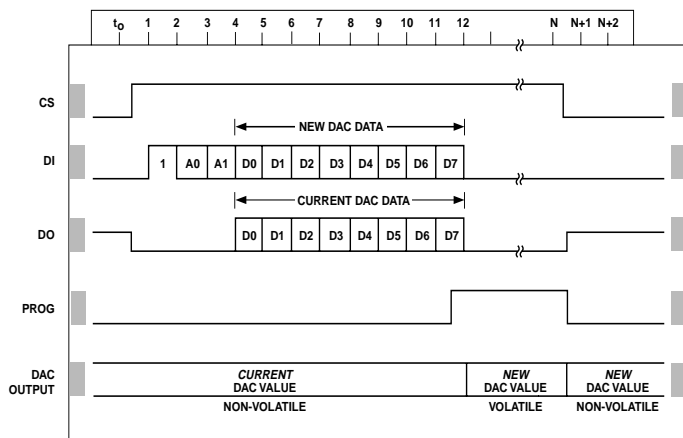 to 1 2 3 4 5 6 7 8 9 10 11 12 N N+1 N+2
CS
NEW DAC DATA
DI 1 A0 A1 D0 D1 D2 D3 D4 D5 D6 D7
CURRENT DAC DATA
DO D0 D1 D2 D3 D4 D5 D6 D7
PROG
DAC OUTPUT
CURRENT DAC VALUE
NEW DAC VALUE
NEW DAC VALUE
NON-VOLATILE VOLATILE NON-VOLATILE